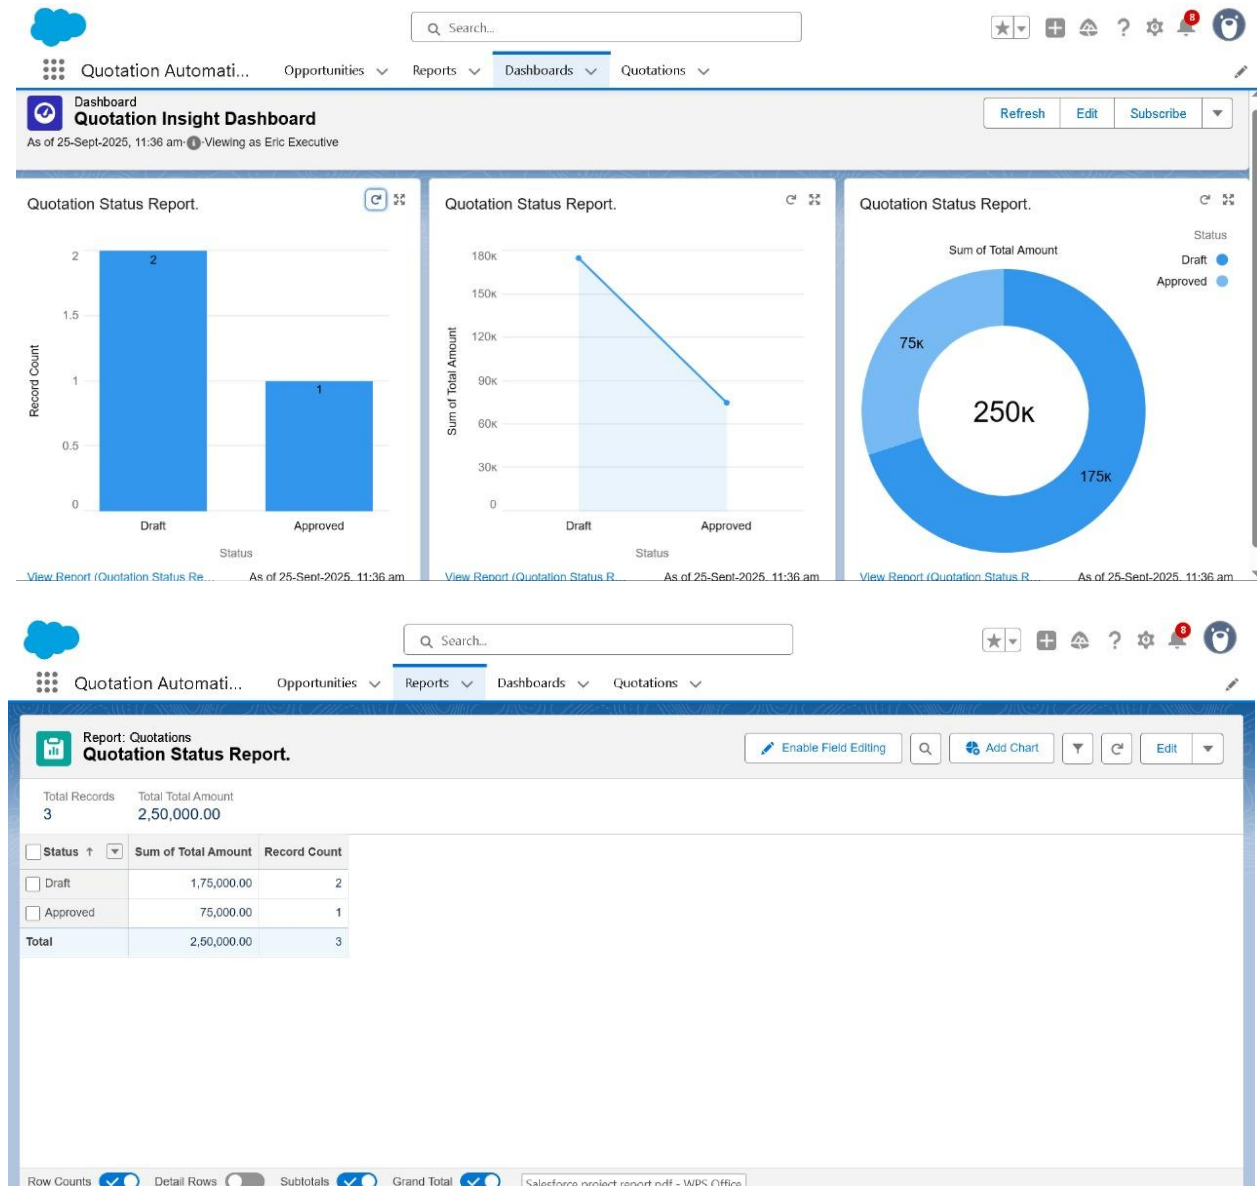 Search...
8
Quotation Automati...
Opportunities
Reports
Dashboards
Quotations
Dashboard
Quotation Insight Dashboard
As of 25-Sept-2025, 11:36 am·Viewing as Eric Executive
Refresh
Edit
Subscribe
Quotation Status Report.
2
1.5
1
0.5
0
Record Count
2
1
Draft
Approved
Status
View Report (Quotation Status Re...
As of 25-Sept-2025, 11:36 am
Quotation Status Report.
180K
150K
120K
90K
60K
30K
0
Sum of Total Amount
Draft
Approved
Status
View Report (Quotation Status R...
As of 25-Sept-2025, 11:36 am
Quotation Status Report.
Status
Draft
Approved
Sum of Total Amount
75K
250K
175K
View Report (Quotation Status R...
As of 25-Sept-2025, 11:36 am
Search...
8
Quotation Automati...
Opportunities
Reports
Dashboards
Quotations
Report: Quotations
Quotation Status Report.
Enable Field Editing
Add Chart
Edit
Total Records
3
Total Total Amount
2,50,000.00
Status ↑ Sum of Total Amount Record Count
Draft 1,75,000.00 2
Approved 75,000.00 1
Total 2,50,000.00 3
Row Counts Detail Rows Subtotals Grand Total Salesforce project report.pdf - WPS Office